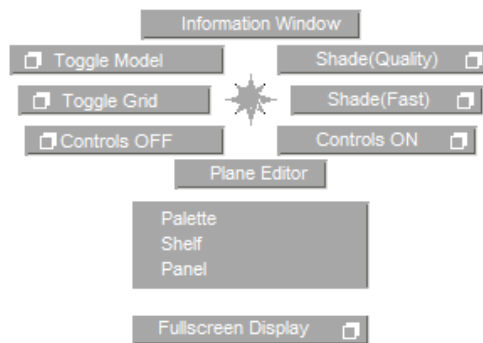 Information Window
Toggle Model
Shade(Quality)
Toggle Grid
Shade(Fast)
Controls OFF
Controls ON
Plane Editor
Palette
Shelf
Panel
Fullscreen Display